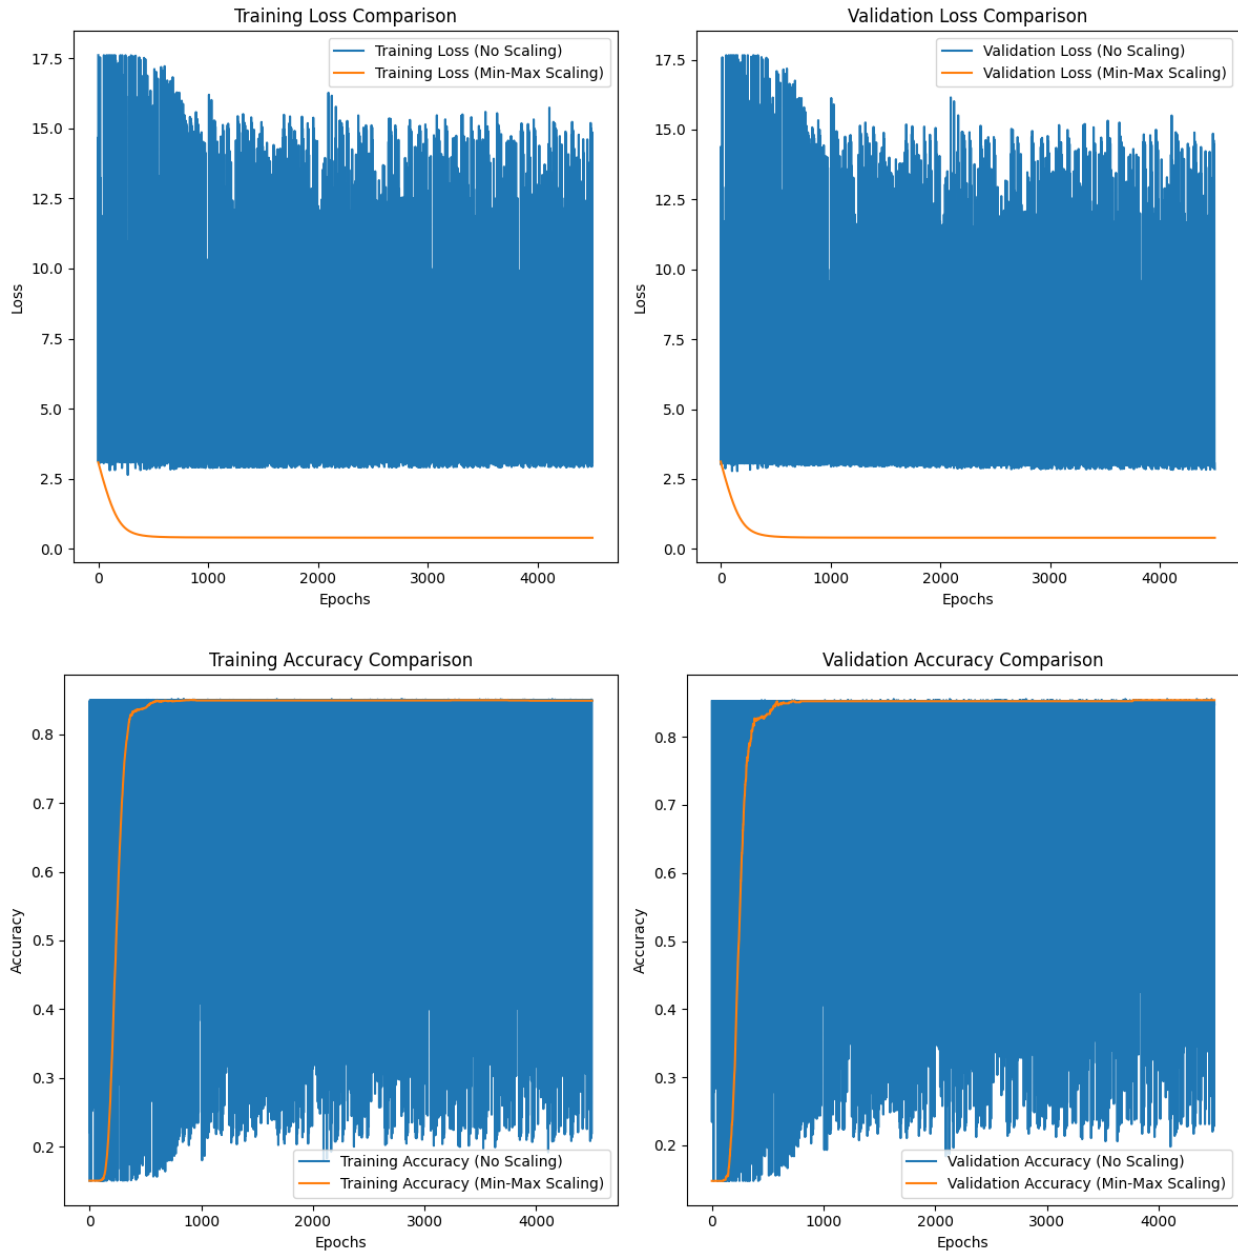 Training Loss Comparison
Training Loss (No Scaling)
Training Loss (Min-Max Scaling)
17.5
15.0
12.5
10.0
7.5
5.0
2.5
0.0
Loss
0 1000 2000 3000 4000
Epochs
Validation Loss Comparison
Validation Loss (No Scaling)
Validation Loss (Min-Max Scaling)
17.5
15.0
12.5
10.0
7.5
5.0
2.5
0.0
Loss
0 1000 2000 3000 4000
Epochs
Training Accuracy Comparison
0.8
0.7
0.6
0.5
0.4
0.3
0.2
Accuracy
Training Accuracy (No Scaling)
Training Accuracy (Min-Max Scaling)
0 1000 2000 3000 4000
Epochs
Validation Accuracy Comparison
0.8
0.7
0.6
0.5
0.4
0.3
0.2
Accuracy
Validation Accuracy (No Scaling)
Validation Accuracy (Min-Max Scaling)
0 1000 2000 3000 4000
Epochs